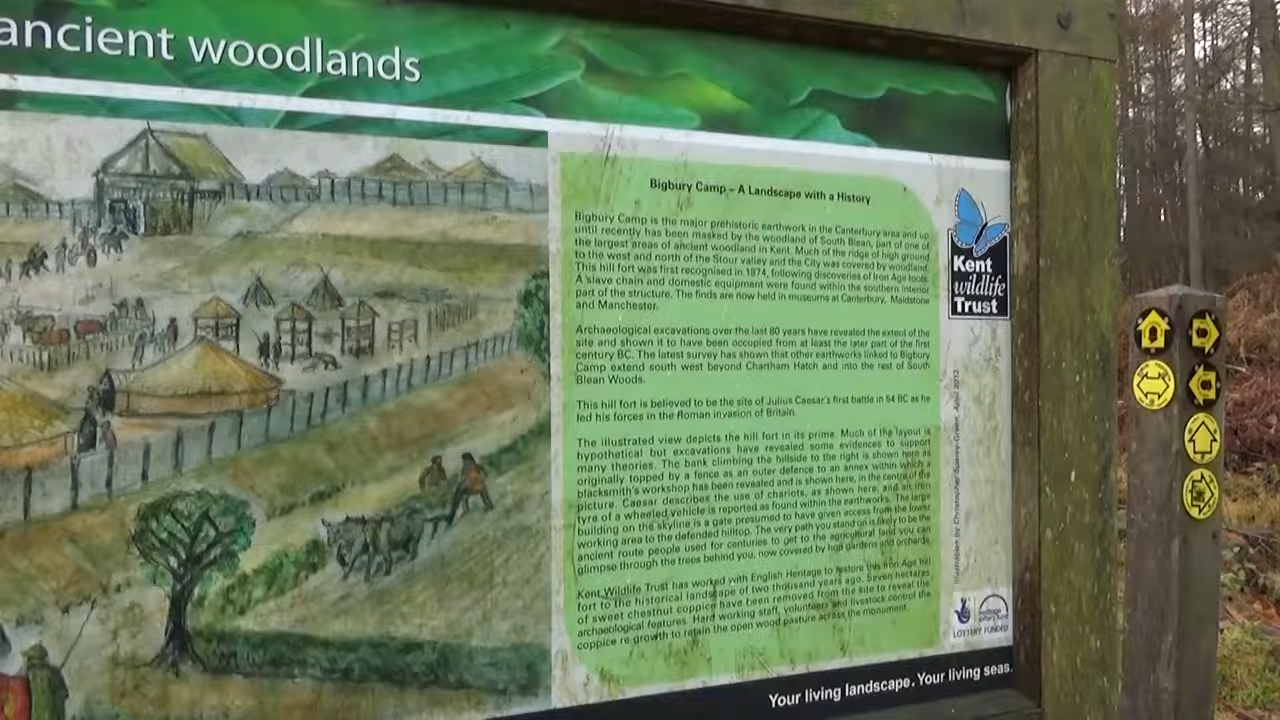 ancient woodlands
Bigbury Camp – A Landscape with a History
Bigbury Camp is the major prehistoric earthwork in the Canterbury area and up
until recently has been masked by the woodland of South Blean, part of one of
the largest areas of ancient woodland in Kent. Much of the ridge of high ground
to the west and north of the Stour valley and the City was covered by woodland.
This hill fort was first recognised in 1874, following discoveries of Iron Age tools.
A slave chain and domestic equipment were found within the southern interior
part of the structure. The finds are now held in museums at Canterbury, Maidstone
and Manchester.
Archaeological excavations over the last 80 years have revealed the extent of the
site and shown it to have been occupied from at least the later part of the first
century BC. The latest survey has shown that other earthworks linked to Bigbury
Camp extend south west beyond Chartham Hatch and into the rest of South
Blean Woods.
This hill fort is believed to be the site of Julius Caesar's first battle in 54 BC as he
led his forces in the Roman invasion of Britain.
The illustrated view depicts the hill fort in its prime. Much of the layout is
hypothetical but excavations have revealed some evidences to support
many theories. The bank climbing the hillside to the right is shown here as
originally topped by a fence as an outer defence to an annex within which a
blacksmith's workshop has been revealed and is shown here, in the centre of the
picture. Caesar describes the use of chariots, as shown here, and an iron
tyre of a wheeled vehicle is reported as found within the earthworks. The large
building on the skyline is a gate presumed to have given access from the lower
working area to the defended hilltop. The very path you stand on is likely to be the
ancient route people used for centuries to get to the agricultural land you can
glimpse through the trees behind you, now covered by hop gardens and orchards.
Kent Wildlife Trust has worked with English Heritage to restore this Iron Age hill
fort to the historical landscape of two thousand years ago. Seven hectares
of sweet chestnut coppice have been removed from the site to reveal the
archaeological features. Hard working staff, volunteers and livestock control the
coppice re-growth to retain the open wood pasture across the monument.
Kent
wildlife
Trust
Illustration by Christopher Sparey-Green, April 2012
heritage
lottery fund
LOTTERY FUNDED
Your living landscape. Your living seas.